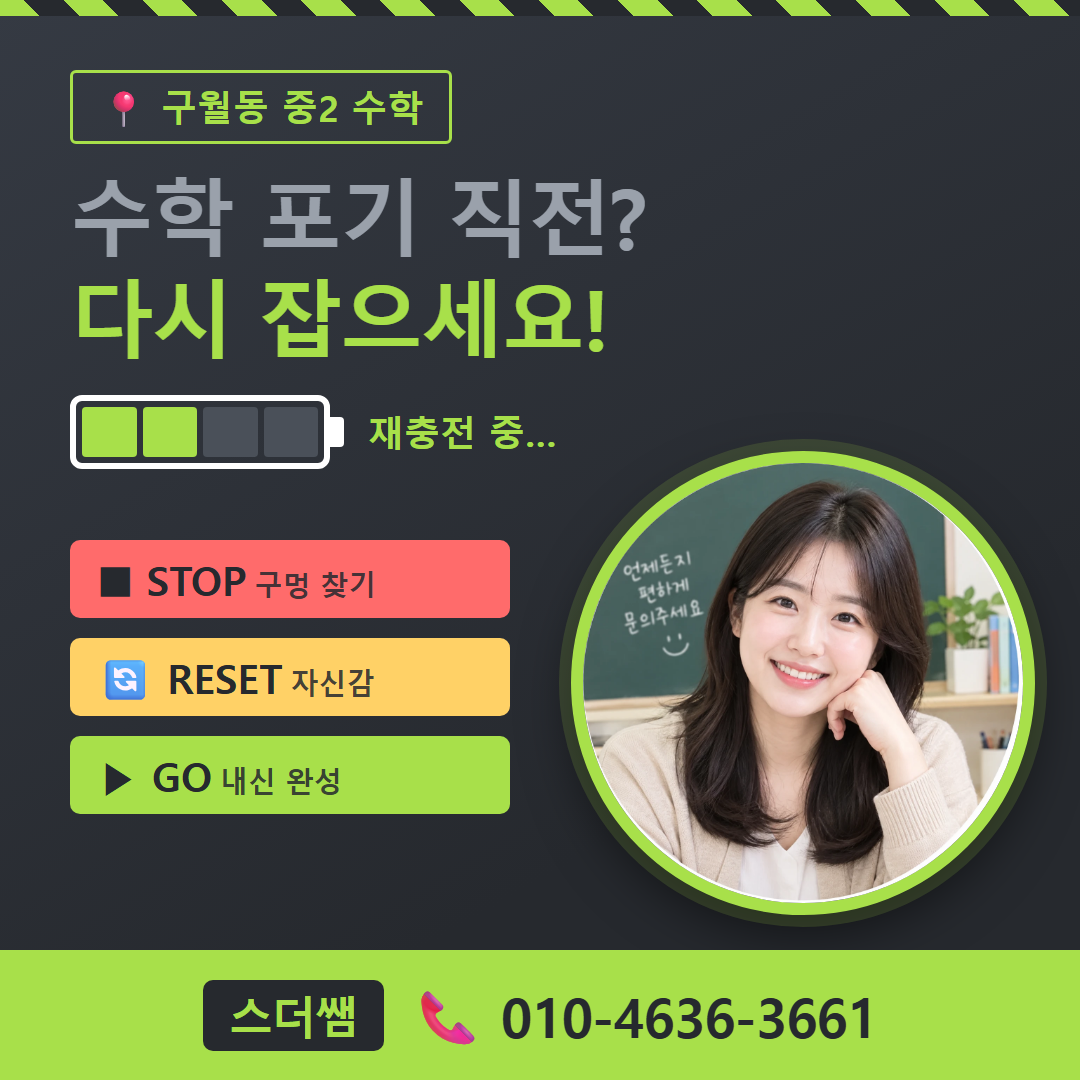 구월동 중2 수학
수학 포기 직전?
다시 잡으세요!
재충전 중...
STOP 구멍 찾기
RESET 자신감
GO 내신 완성
언제든지
편하게
문의주세요
스더쌤 010-4636-3661